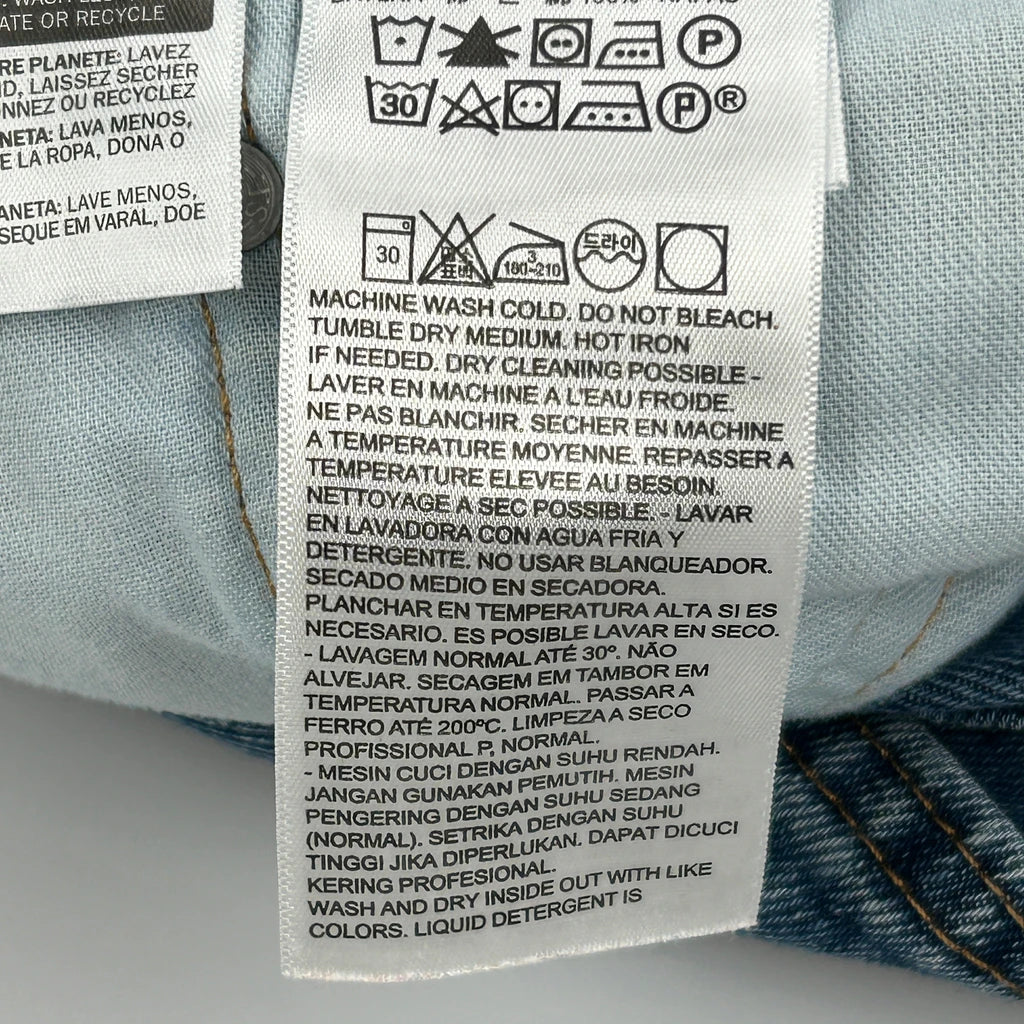 ATE OR RECYCLE
RE PLANETE: LAVEZ
ID, LAISSEZ SECHER
ONNEZ OU RECYCLEZ
NETA: LAVA MENOS,
E LA ROPA, DONA O
ANETA: LAVE MENOS,
SEQUE EM VARAL, DOE
P
30
P ®
30
표백
3
180-210
드라이
MACHINE WASH COLD. DO NOT BLEACH.
TUMBLE DRY MEDIUM. HOT IRON
IF NEEDED. DRY CLEANING POSSIBLE -
LAVER EN MACHINE A L'EAU FROIDE.
NE PAS BLANCHIR. SECHER EN MACHINE
A TEMPERATURE MOYENNE. REPASSER A
TEMPERATURE ELEVEE AU BESOIN.
NETTOYAGE A SEC POSSIBLE. - LAVAR
EN LAVADORA CON AGUA FRIA Y
DETERGENTE. NO USAR BLANQUEADOR.
SECADO MEDIO EN SECADORA.
PLANCHAR EN TEMPERATURA ALTA SI ES
NECESARIO. ES POSIBLE LAVAR EN SECO.
- LAVAGEM NORMAL ATÉ 30º. NÃO
ALVEJAR. SECAGEM EM TAMBOR EM
TEMPERATURA NORMAL. PASSAR A
FERRO ATÉ 200ºC. LIMPEZA A SECO
PROFISSIONAL P, NORMAL.
- MESIN CUCI DENGAN SUHU RENDAH.
JANGAN GUNAKAN PEMUTIH. MESIN
PENGERING DENGAN SUHU SEDANG
(NORMAL). SETRIKA DENGAN SUHU
TINGGI JIKA DIPERLUKAN. DAPAT DICUCI
KERING PROFESIONAL.
WASH AND DRY INSIDE OUT WITH LIKE
COLORS. LIQUID DETERGENT IS